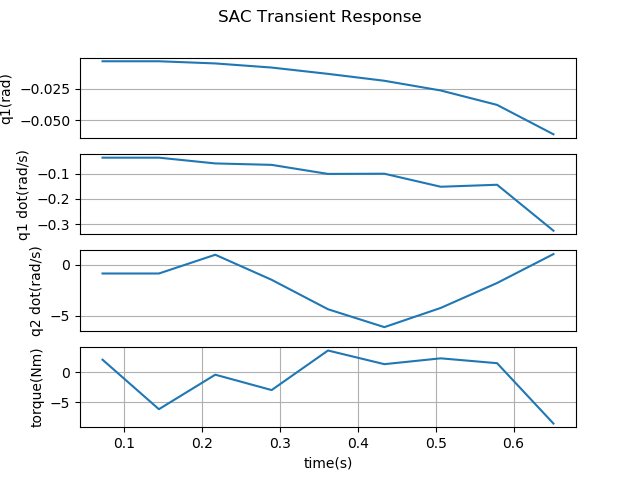 SAC Transient Response
q1(rad)
−0.025
−0.050
q1 dot(rad/s)
−0.1
−0.2
−0.3
q2 dot(rad/s)
0
−5
torque(Nm)
0
−5
0.1 0.2 0.3 0.4 0.5 0.6
time(s)